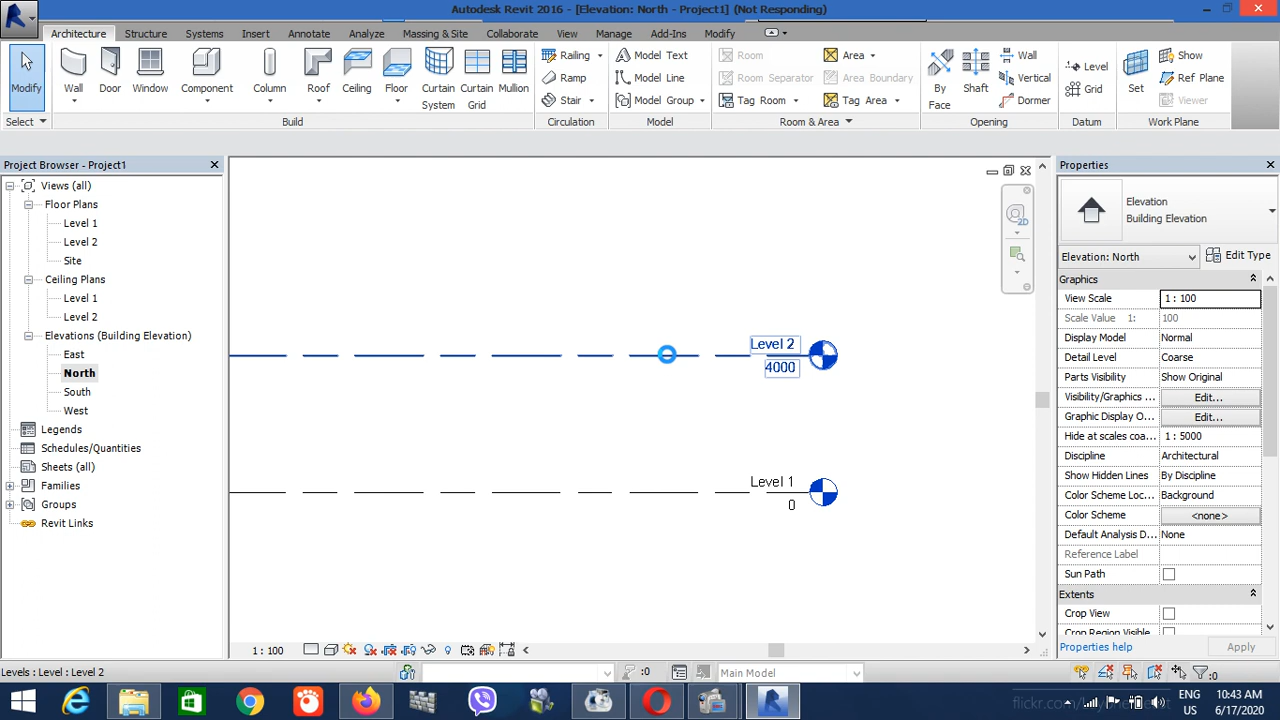 Autodesk Revit 2016 - [Elevation: North - Project1] (Not Responding)
Architecture Structure Systems Insert Annotate Analyze Massing & Site Collaborate View Manage Add-Ins Modify
Modify Wall Door Window Component Column Roof Ceiling Floor Curtain System Curtain Grid Mullion
Railing Ramp Stair
Model Text Model Line Model Group
Room Room Separator Tag Room
Area Area Boundary Tag Area
By Face Shaft Wall Vertical Dormer
Level Grid
Set Show Ref Plane Viewer
Select Build Circulation Model Room & Area Opening Datum Work Plane
Project Browser - Project1
Views (all)
Floor Plans
Level 1
Level 2
Site
Ceiling Plans
Level 1
Level 2
Elevations (Building Elevation)
East
North
South
West
Legends
Schedules/Quantities
Sheets (all)
Families
Groups
Revit Links
2D
Level 2
4000
Level 1
0
Properties
Elevation
Building Elevation
Elevation: North Edit Type
Graphics
View Scale 1 : 100
Scale Value 1: 100
Display Model Normal
Detail Level Coarse
Parts Visibility Show Original
Visibility/Graphics ... Edit...
Graphic Display O... Edit...
Hide at scales coa... 1 : 5000
Discipline Architectural
Show Hidden Lines By Discipline
Color Scheme Loc... Background
Color Scheme <none>
Default Analysis D... None
Reference Label
Sun Path
Extents
Crop View
Crop Region Visible
Properties help Apply
1 : 100
Levels : Level : Level 2 :0 Main Model :0
ENG 10:43 AM
US 6/17/2020